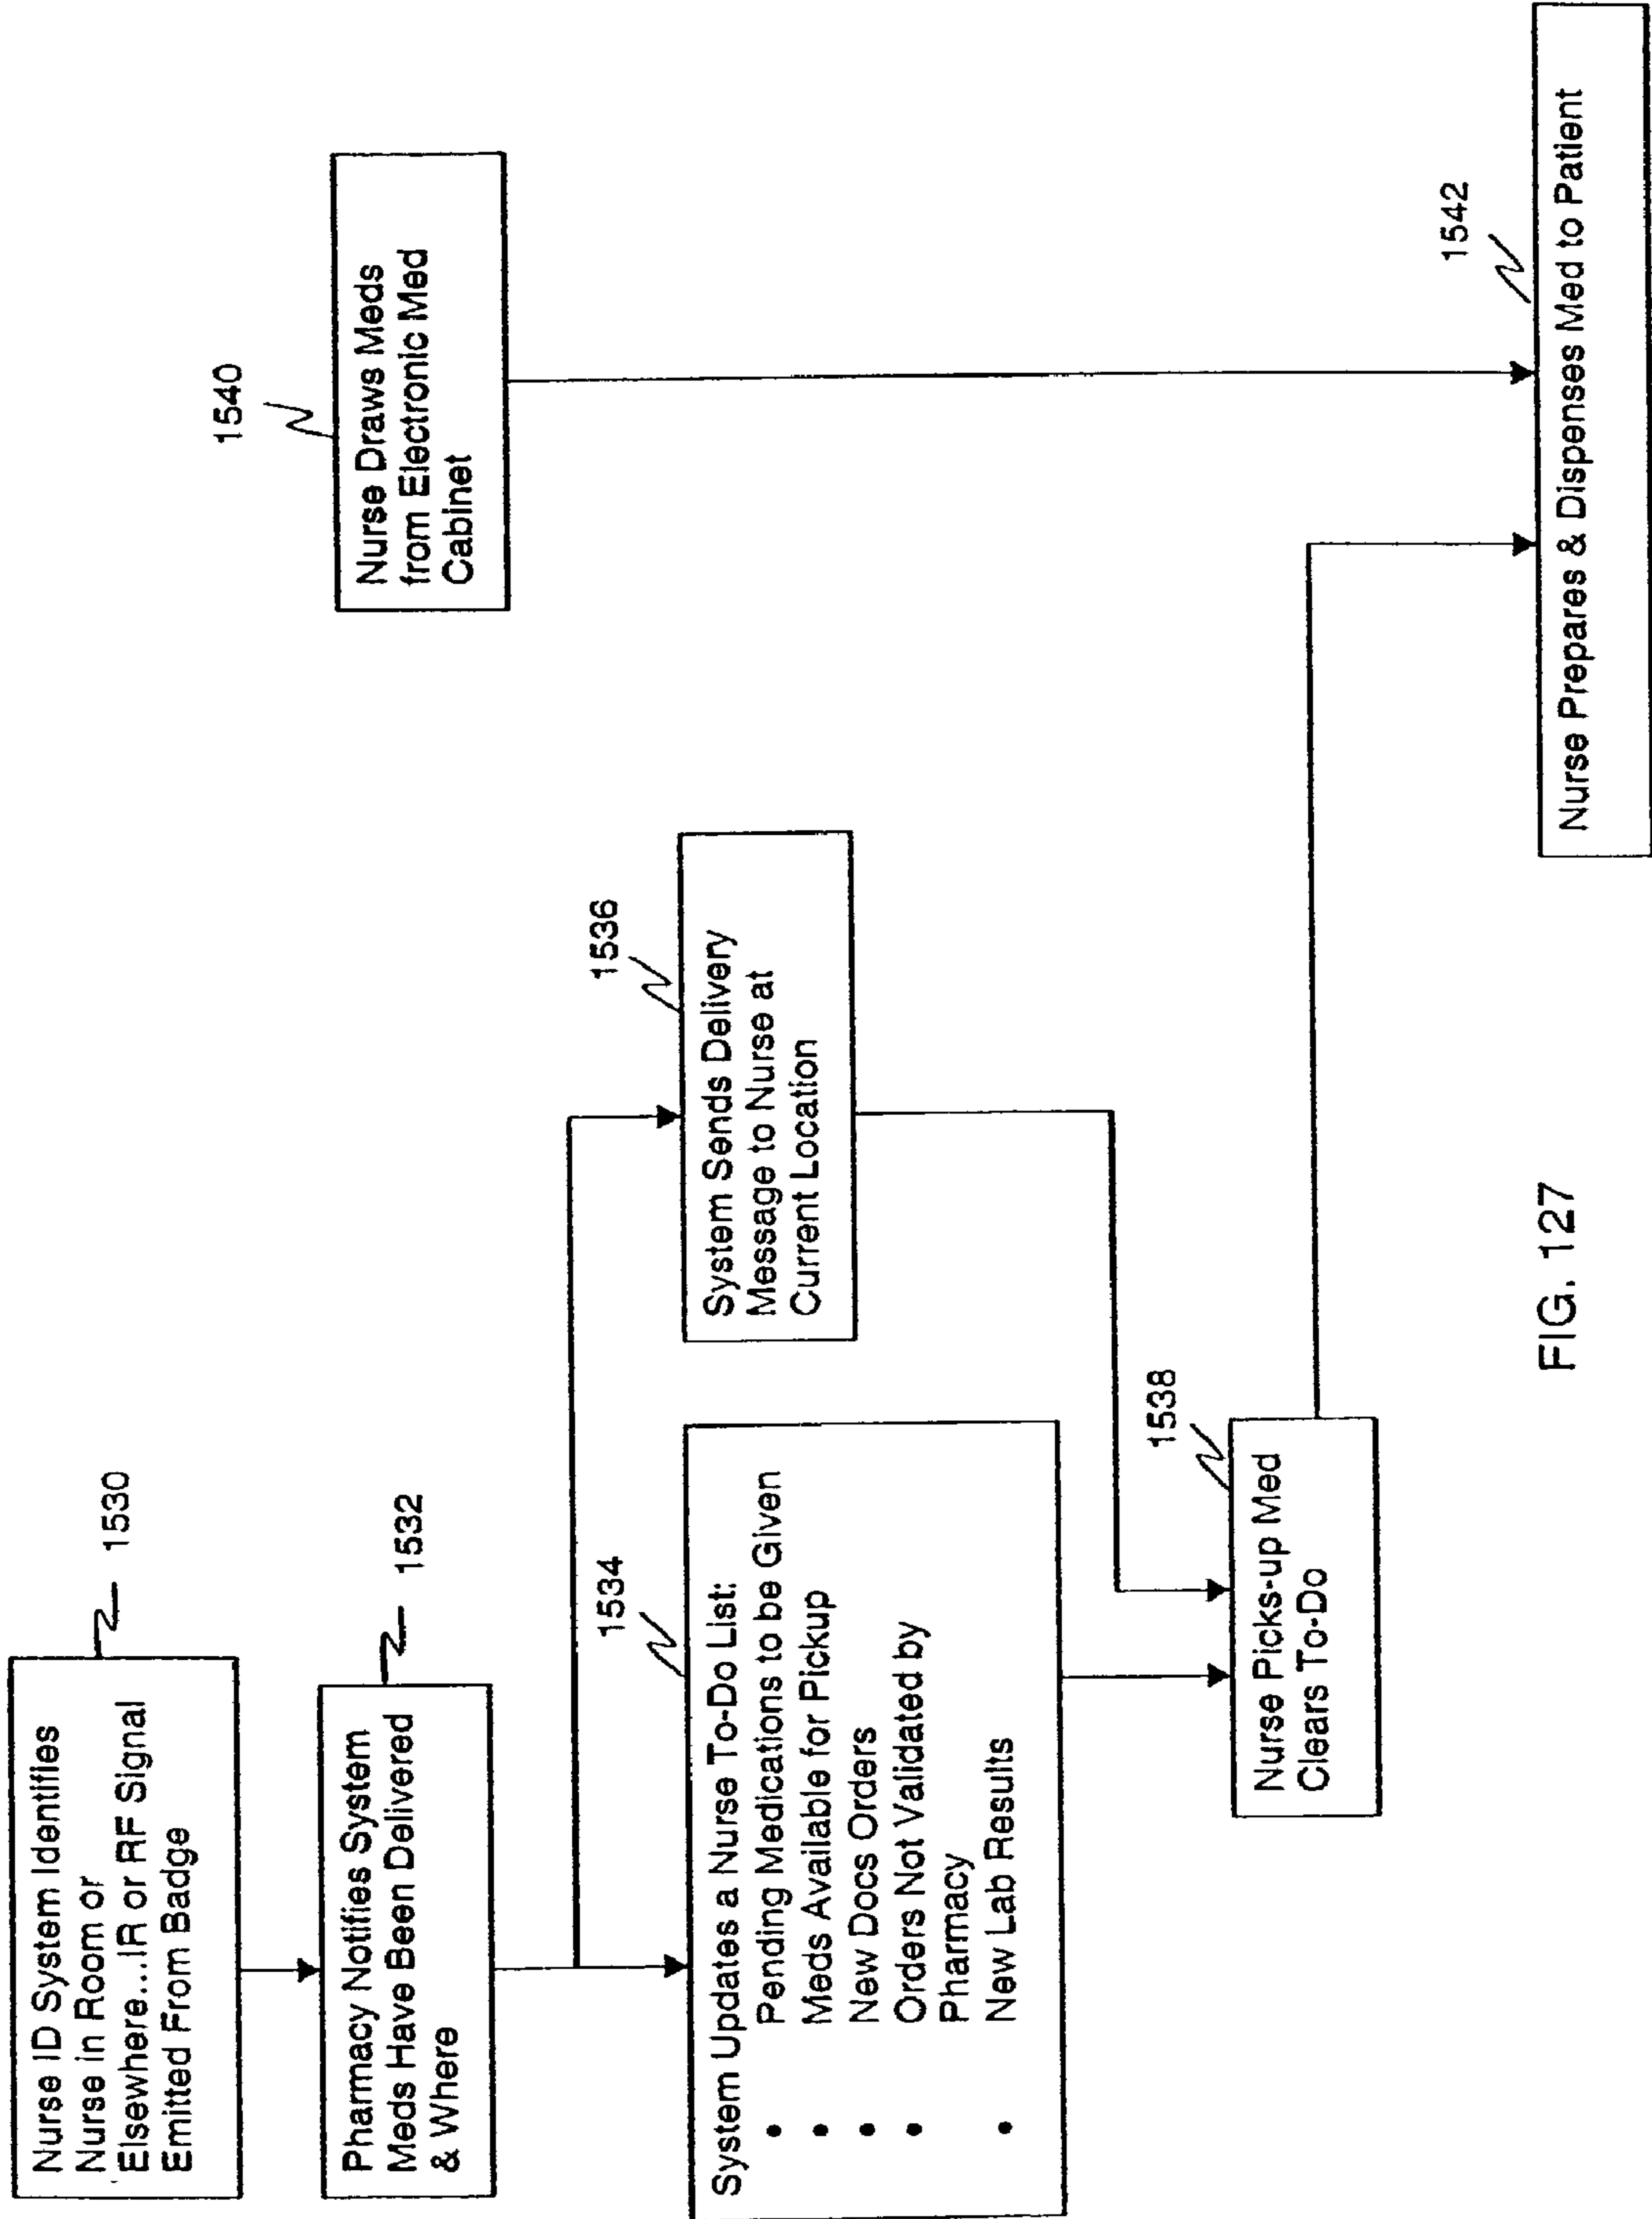 Nurse ID System Identifies
Nurse in Room or
Elsewhere...IR or RF Signal
Emitted From Badge
1530
Pharmacy Notifies System
Meds Have Been Delivered
& Where
1532
System Updates a Nurse To-Do List:
• Pending Medications to be Given
• Meds Available for Pickup
• New Docs Orders
• Orders Not Validated by
Pharmacy
• New Lab Results
1534
System Sends Delivery
Message to Nurse at
Current Location
1536
Nurse Picks-up Med
Clears To-Do
1538
Nurse Draws Meds
from Electronic Med
Cabinet
1540
Nurse Prepares & Dispenses Med to Patient
1542
FIG. 127